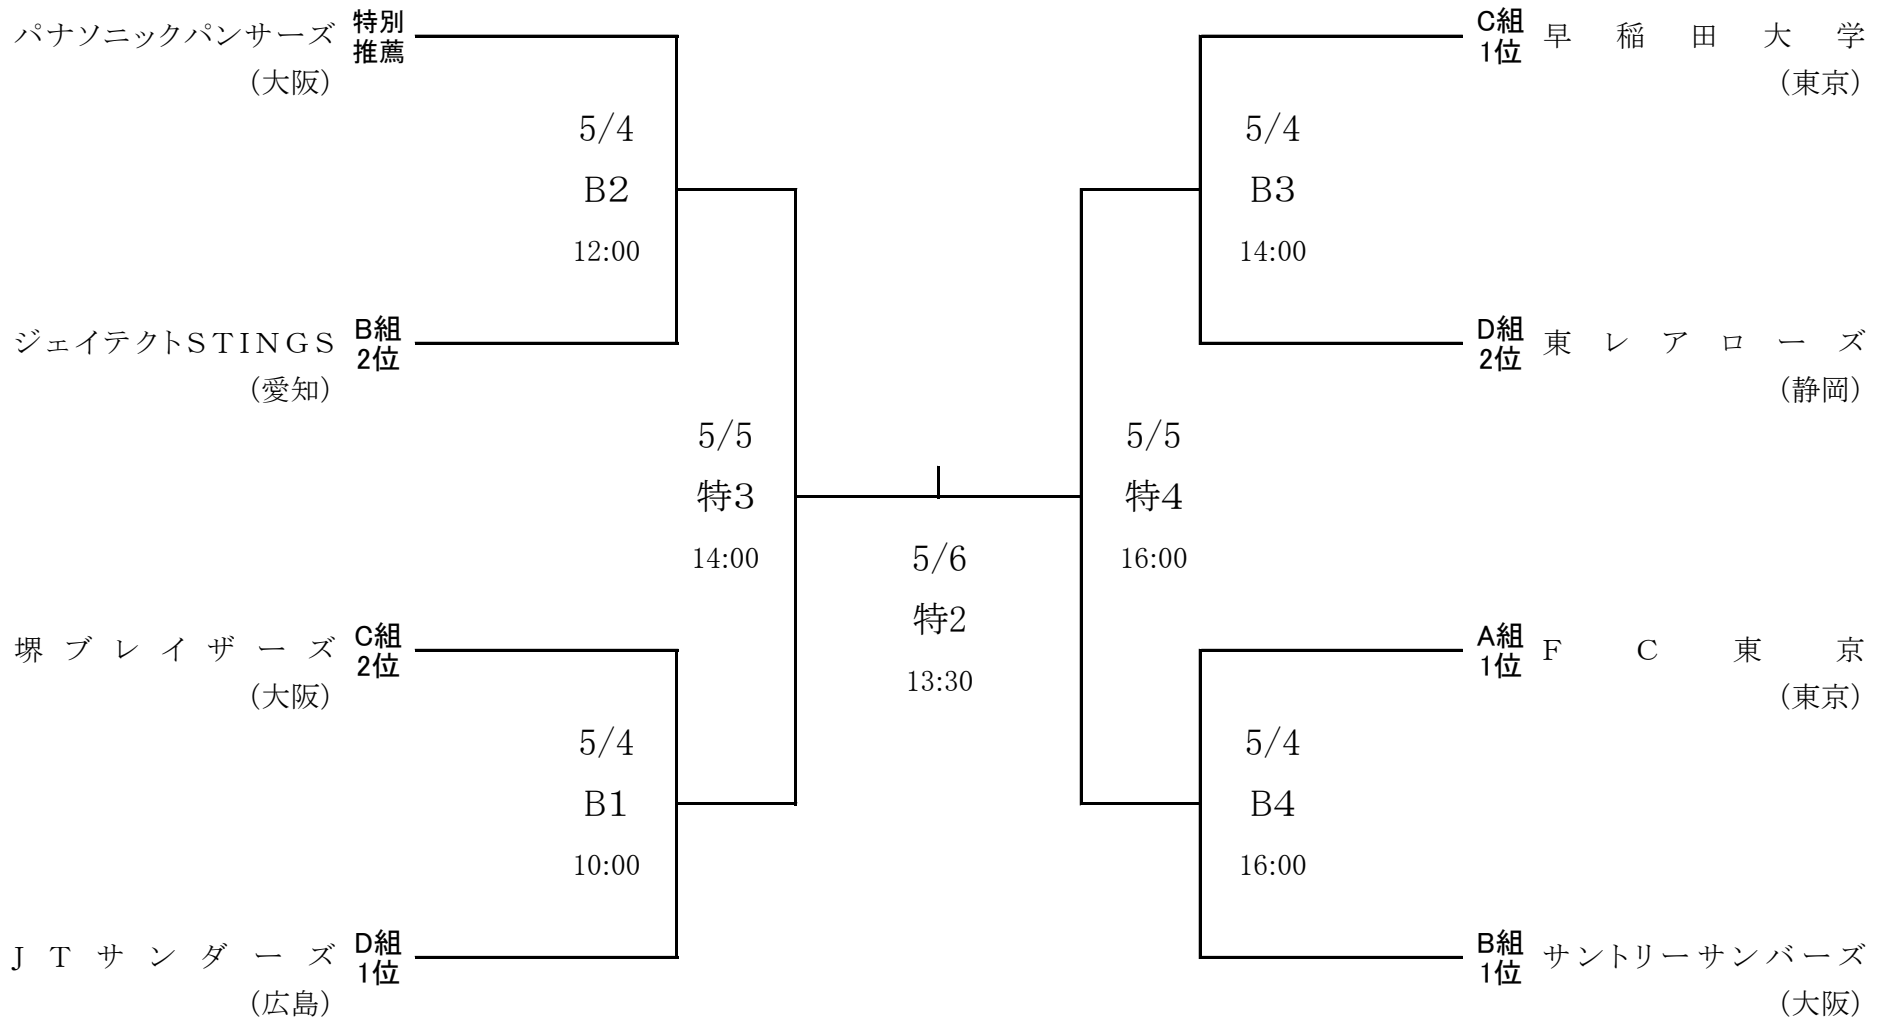 パナソニックパンサーズ
(大阪)
特別
推薦
5/4
B2
12:00
ジェイテクトSTINGS
(愛知)
B組
2位
堺ブレイザーズ
(大阪)
C組
2位
5/4
B1
10:00
JTサンダーズ
(広島)
D組
1位
5/5
特3
14:00
5/6
特2
13:30
5/5
特4
16:00
C組
1位
早稲田大学
(東京)
5/4
B3
14:00
D組
2位
東レアローズ
(静岡)
A組
1位
FC東京
(東京)
5/4
B4
16:00
B組
1位
サントリーサンバーズ
(大阪)